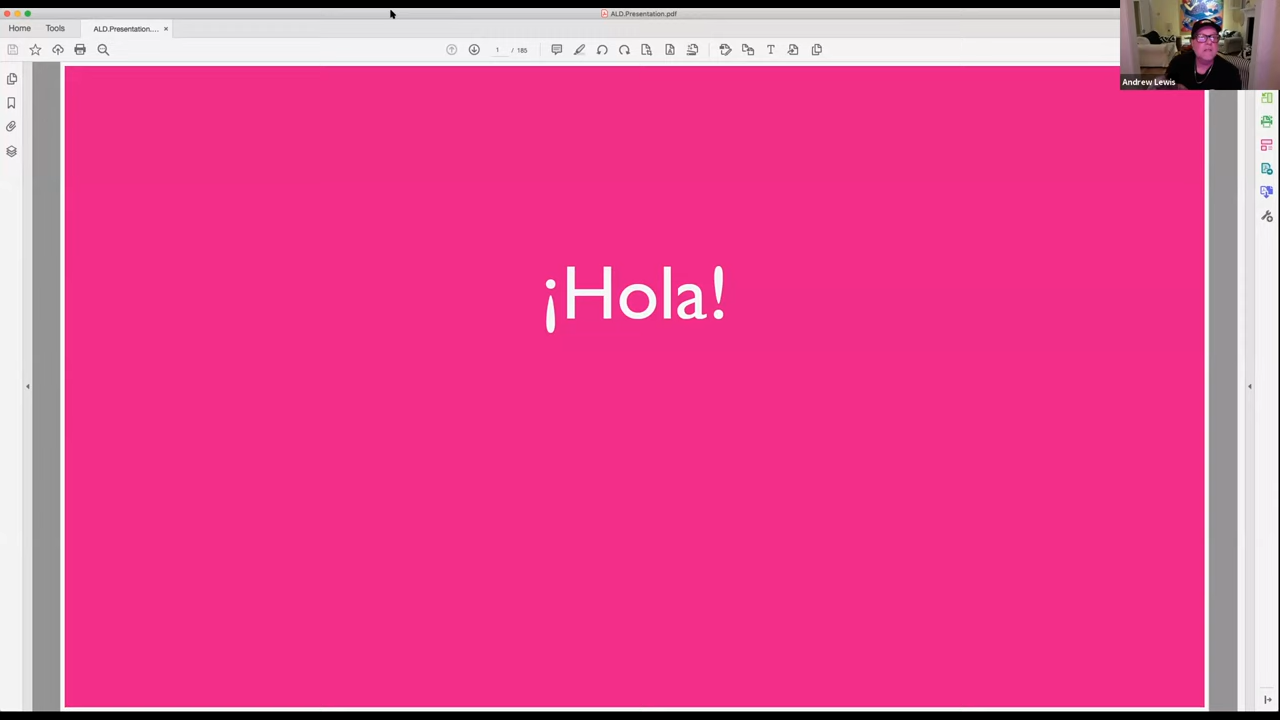 ALD.Presentation.pdf
Home
Tools
ALD.Presentation.... ×
1 / 185
Andrew Lewis
¡Hola!